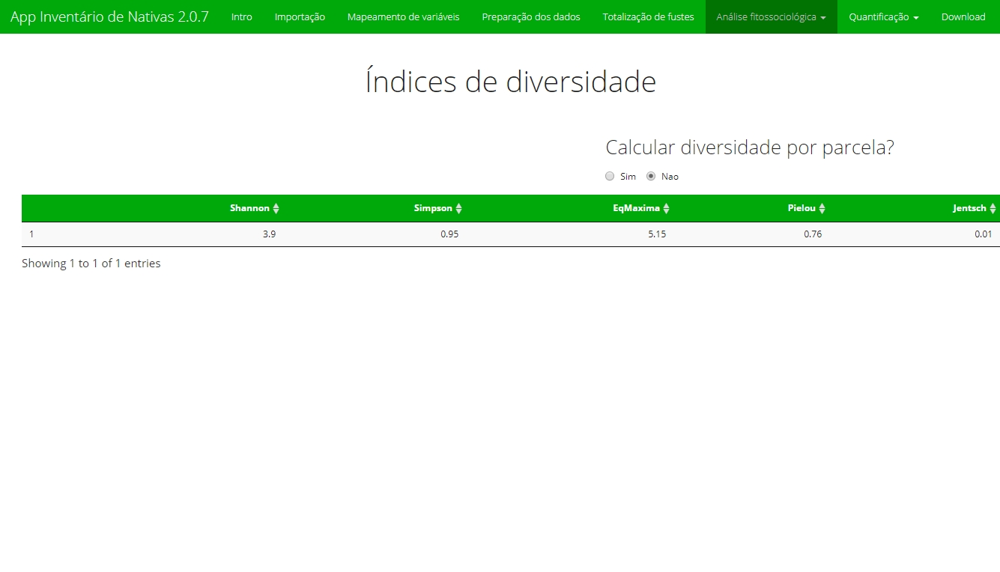 App Inventário de Nativas 2.0.7 Intro Importação Mapeamento de variáveis Preparação dos dados Totalização de fustes Análise fitossociológica Quantificação Download
Índices de diversidade
Calcular diversidade por parcela?
Sim Nao
Shannon Simpson EqMaxima Pielou Jentsch
1 3.9 0.95 5.15 0.76 0.01
Showing 1 to 1 of 1 entries